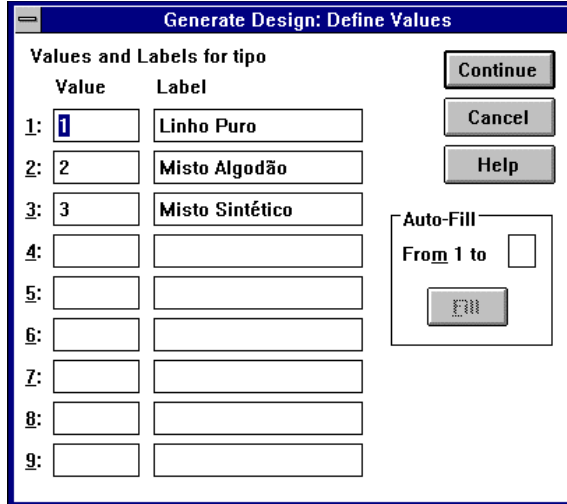 Generate Design: Define Values
Values and Labels for tipo
Value Label
1: 1 Linho Puro
2: 2 Misto Algodão
3: 3 Misto Sintético
4:
5:
6:
7:
8:
9:
Continue
Cancel
Help
Auto-Fill
From 1 to
Fill